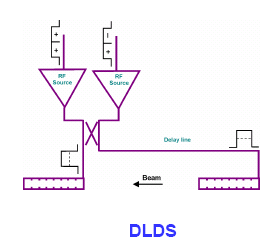 + +
I +
RF
Source
RF
Source
Delay line
Beam
DLDS